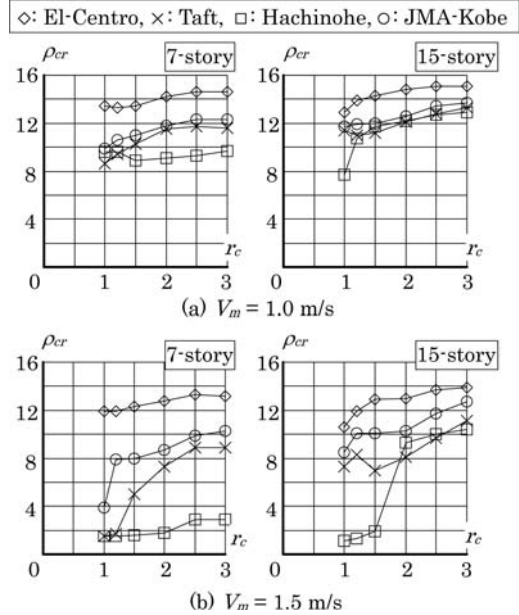 ◇: El-Centro, ×: Taft, □: Hachinohe, ○: JMA-Kobe
ρcr 7-story
16
12
8
4
0 1 2 3
rc
ρcr 15-story
16
12
8
4
0 1 2 3
rc
(a) Vm = 1.0 m/s
ρcr 7-story
16
12
8
4
0 1 2 3
rc
ρcr 15-story
16
12
8
4
0 1 2 3
rc
(b) Vm = 1.5 m/s